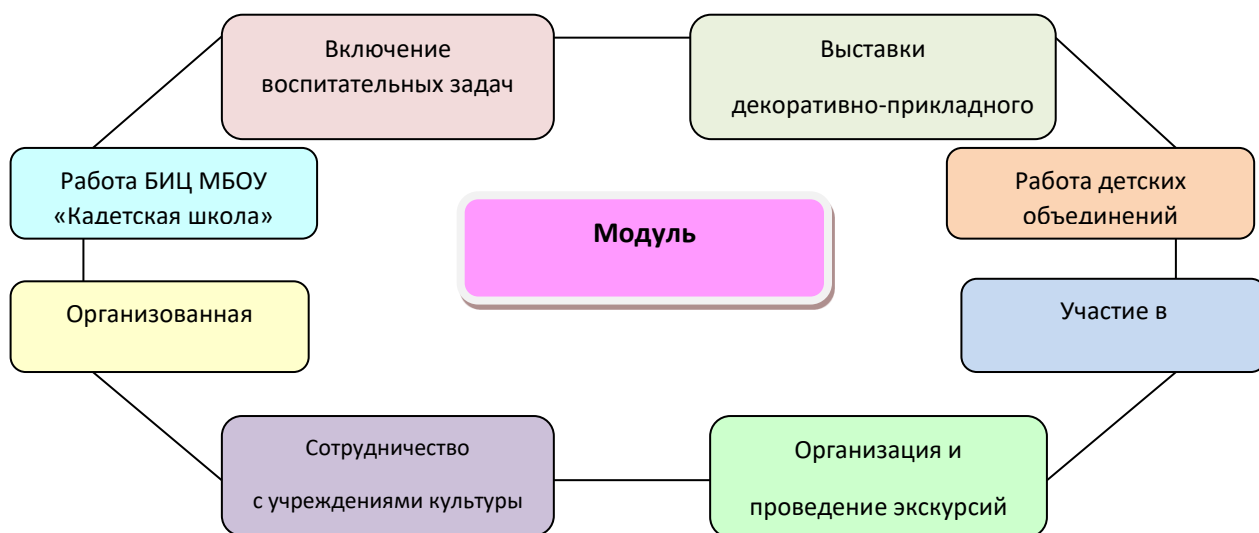 Включение
воспитательных задач
Выставки
декоративно-прикладного
Работа БИЦ МБОУ
«Кадетская школа»
Модуль
Работа детских
объединений
Организованная
Участие в
Сотрудничество
с учреждениями культуры
Организация и
проведение экскурсий